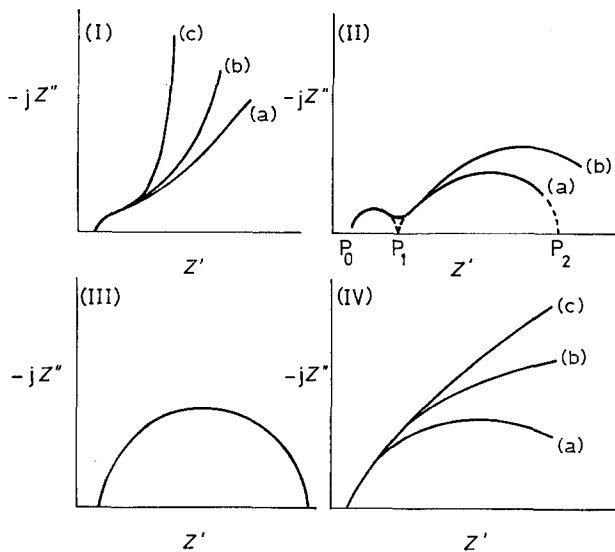 (I)
(c)
(b)
(a)
-jZ"
Z'
(II)
-jZ"
(b)
(a)
P0 P1 P2
Z'
(III)
-jZ"
Z'
(IV)
(c)
(b)
(a)
-jZ"
Z'